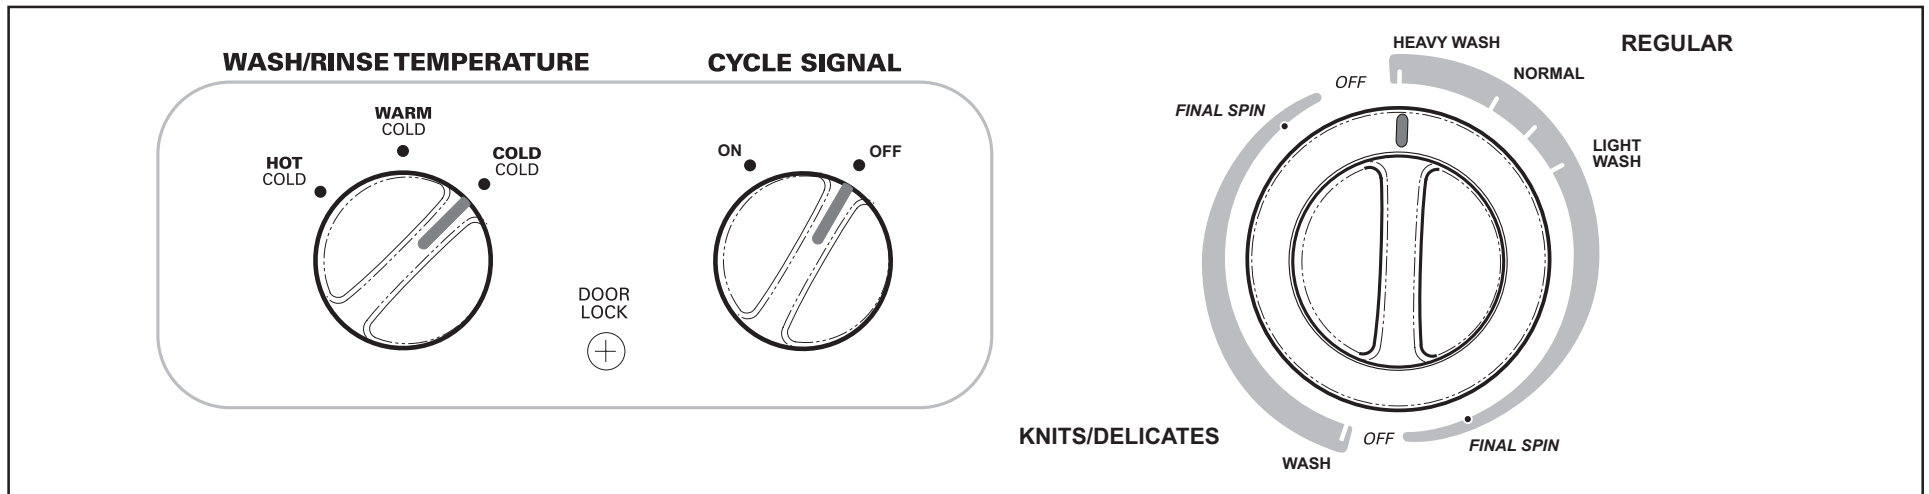 WASH/RINSE TEMPERATURE
WARM
COLD
HOT
COLD
COLD
COLD
DOOR
LOCK
CYCLE SIGNAL
ON
OFF
REGULAR
HEAVY WASH
NORMAL
LIGHT
WASH
OFF
FINAL SPIN
FINAL SPIN
OFF
WASH
KNITS/DELICATES